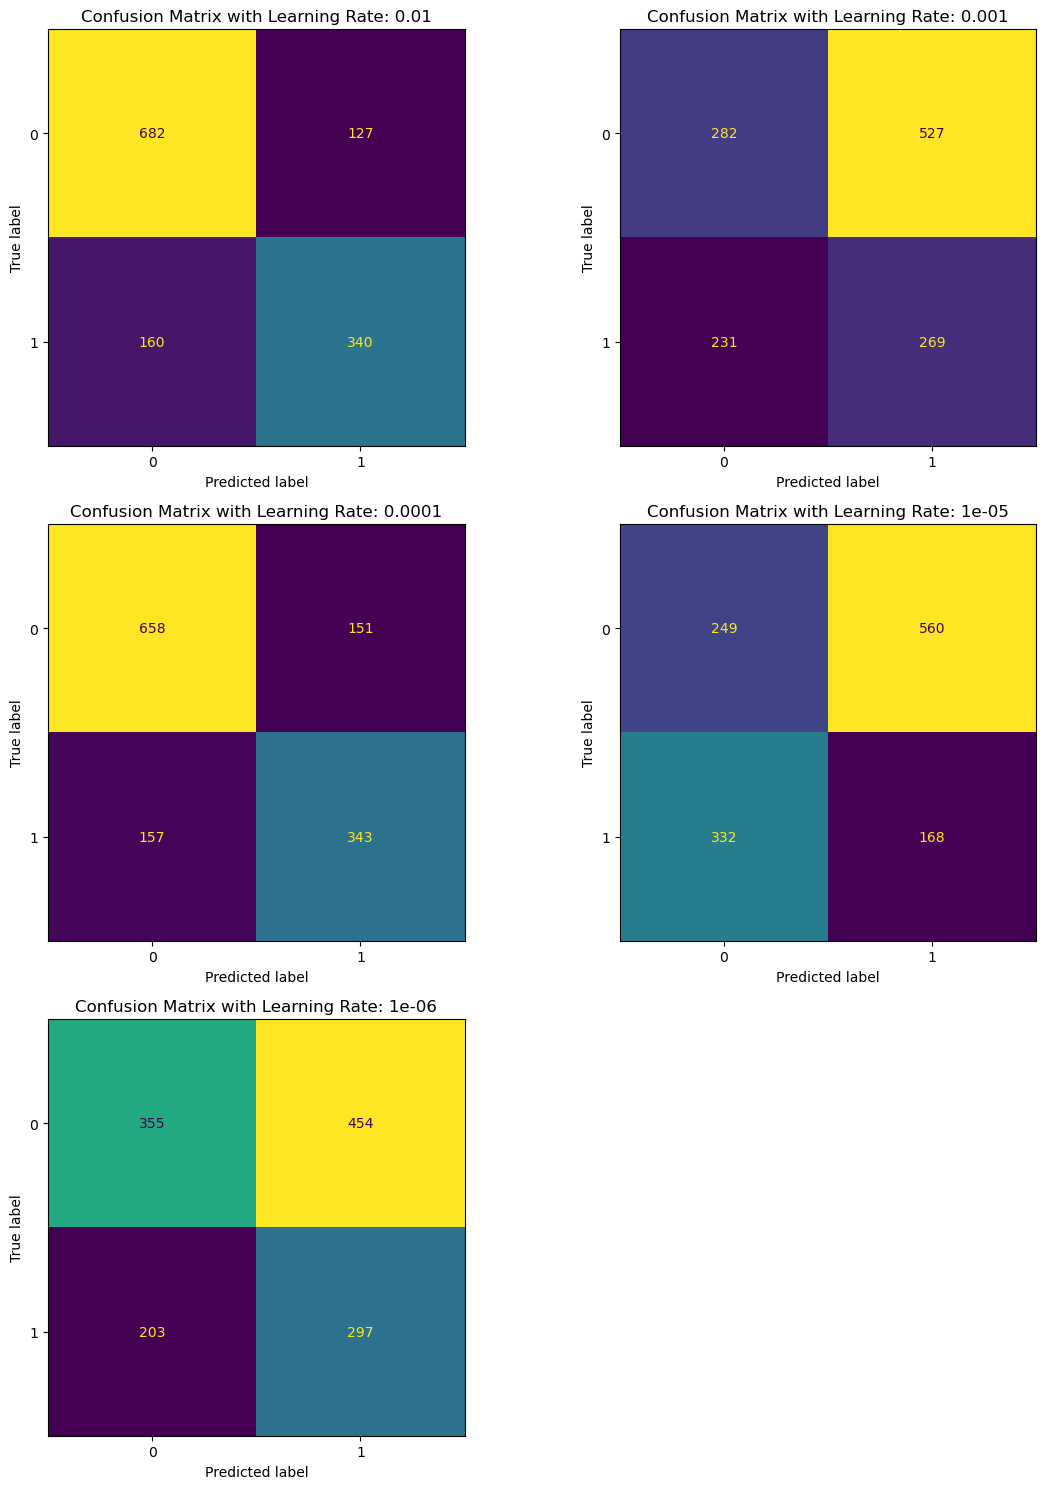 Confusion Matrix with Learning Rate: 0.01
0
682
127
True label
1
160
340
0
1
Predicted label
Confusion Matrix with Learning Rate: 0.001
0
282
527
True label
1
231
269
0
1
Predicted label
Confusion Matrix with Learning Rate: 0.0001
0
658
151
True label
1
157
343
0
1
Predicted label
Confusion Matrix with Learning Rate: 1e-05
0
249
560
True label
1
332
168
0
1
Predicted label
Confusion Matrix with Learning Rate: 1e-06
0
355
454
True label
1
203
297
0
1
Predicted label